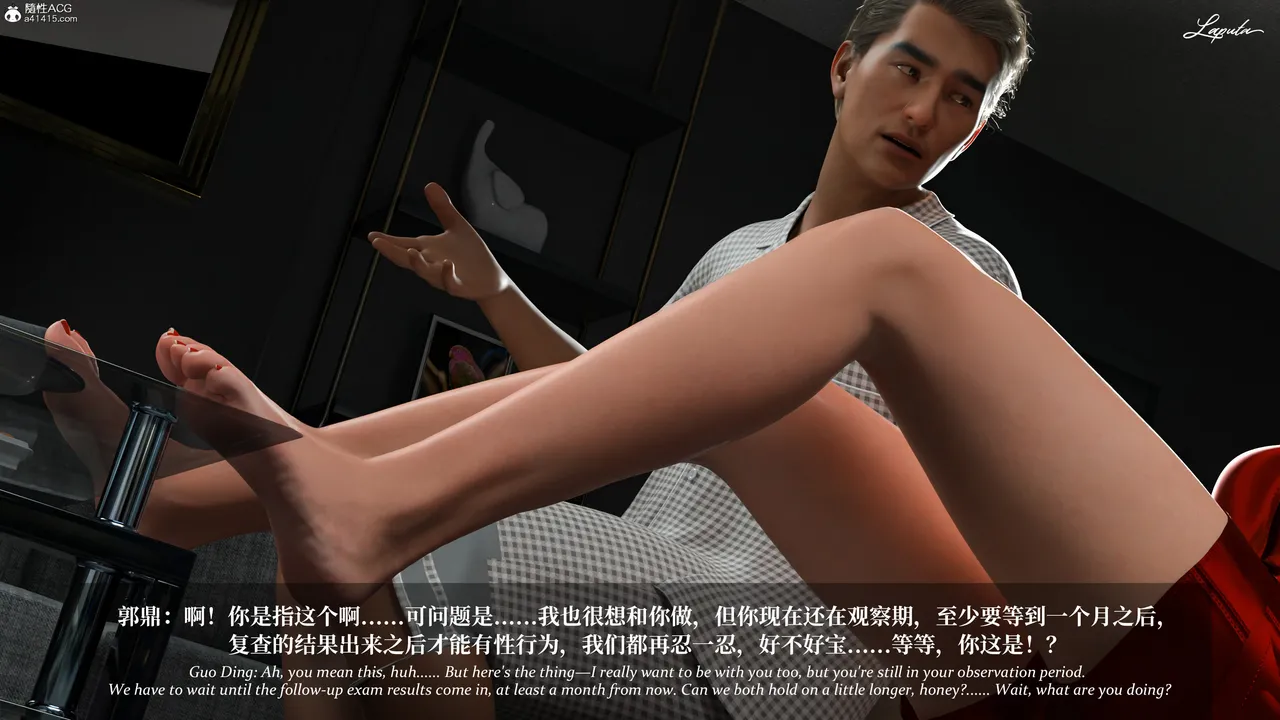 随性ACG
a41415.com
Laputa
郭鼎：啊！你是指这个啊……可问题是……我也很想和你做，但你现在还在观察期，至少要等到一个月之后，
复查的结果出来之后才能有性行为，我们都再忍一忍，好不好宝……等等，你这是！？
Guo Ding: Ah, you mean this, huh...... But here's the thing—I really want to be with you too, but you're still in your observation period.
We have to wait until the follow-up exam results come in, at least a month from now. Can we both hold on a little longer, honey?...... Wait, what are you doing?